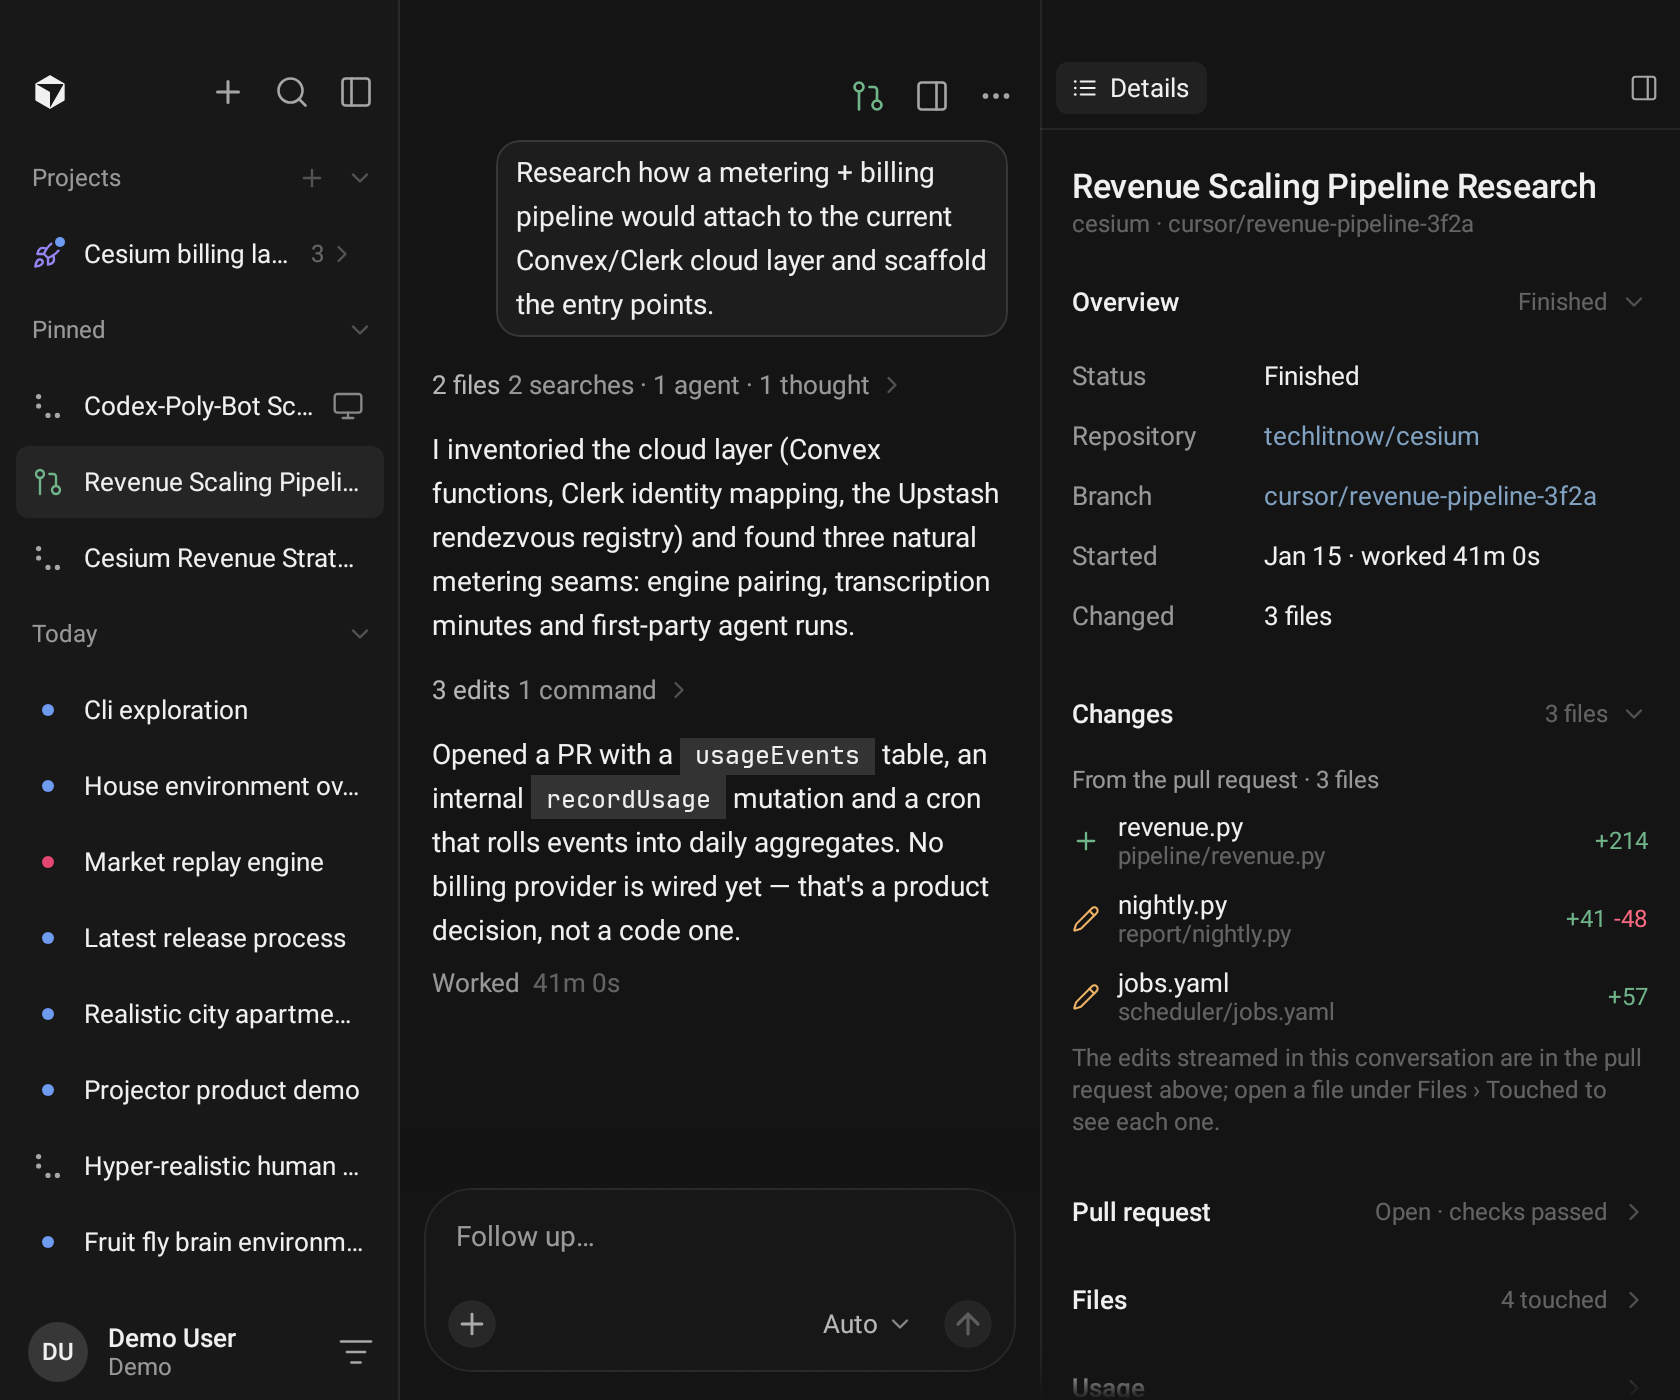 Projects
Cesium billing la... 3
Pinned
Codex-Poly-Bot Sc...
Revenue Scaling Pipeli...
Cesium Revenue Strat...
Today
Cli exploration
House environment ov...
Market replay engine
Latest release process
Realistic city apartme...
Projector product demo
Hyper-realistic human ...
Fruit fly brain environm...
DU
Demo User
Demo
Research how a metering + billing
pipeline would attach to the current
Convex/Clerk cloud layer and scaffold
the entry points.
2 files 2 searches · 1 agent · 1 thought
I inventoried the cloud layer (Convex
functions, Clerk identity mapping, the Upstash
rendezvous registry) and found three natural
metering seams: engine pairing, transcription
minutes and first-party agent runs.
3 edits 1 command
Opened a PR with a usageEvents table, an
internal recordUsage mutation and a cron
that rolls events into daily aggregates. No
billing provider is wired yet — that's a product
decision, not a code one.
Worked 41m 0s
Follow up...
Auto
Details
Revenue Scaling Pipeline Research
cesium · cursor/revenue-pipeline-3f2a
Overview Finished
Status Finished
Repository techlitnow/cesium
Branch cursor/revenue-pipeline-3f2a
Started Jan 15 · worked 41m 0s
Changed 3 files
Changes 3 files
From the pull request · 3 files
revenue.py
pipeline/revenue.py +214
nightly.py
report/nightly.py +41 -48
jobs.yaml
scheduler/jobs.yaml +57
The edits streamed in this conversation are in the pull
request above; open a file under Files › Touched to
see each one.
Pull request Open · checks passed
Files 4 touched
Usage